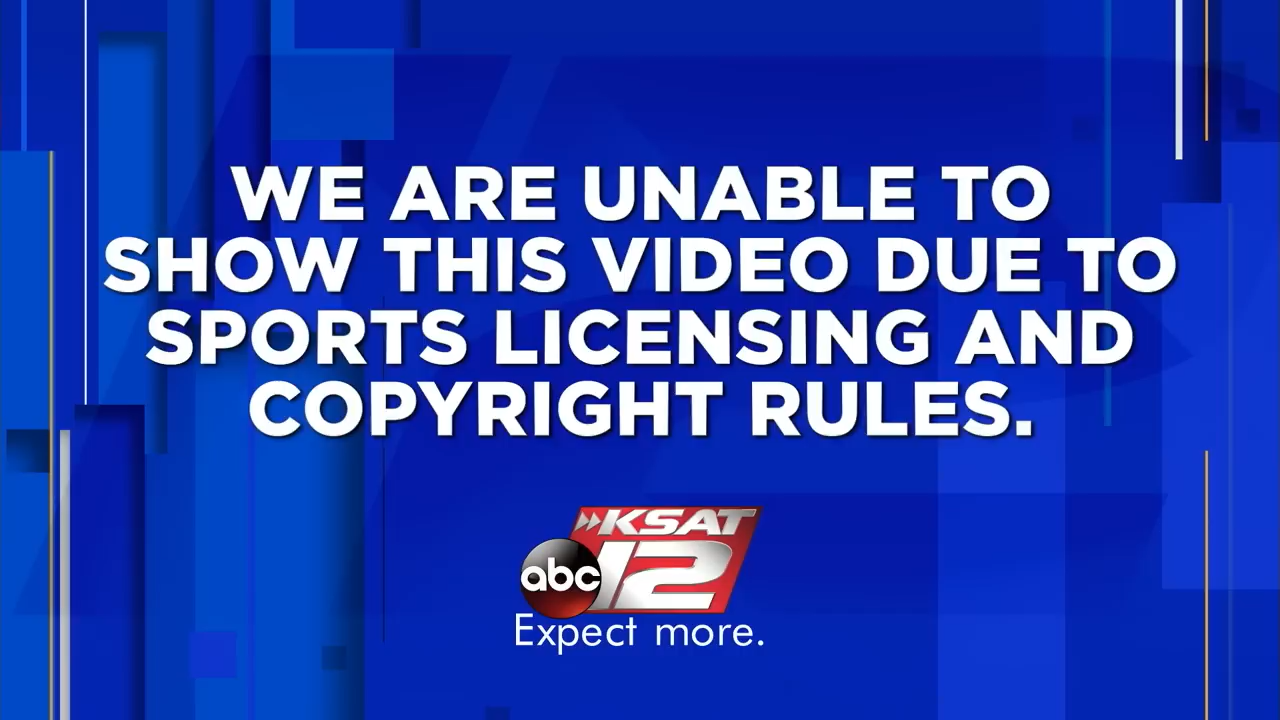 WE ARE UNABLE TO
SHOW THIS VIDEO DUE TO
SPORTS LICENSING AND
COPYRIGHT RULES.
KSAT
abc 12
Expect more.